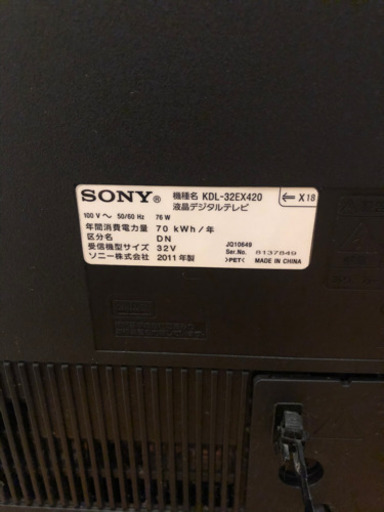 SONY® 機種名 KDL-32EX420 X18
液晶デジタルテレビ
100 V ～ 50/60 Hz 76 W
年間消費電力量 70 kWh/年
区分名 DN
受信機型サイズ 32V
ソニー株式会社 2011 年製
JQ10649
Ser.No. 8137849
>PET< MADE IN CHINA